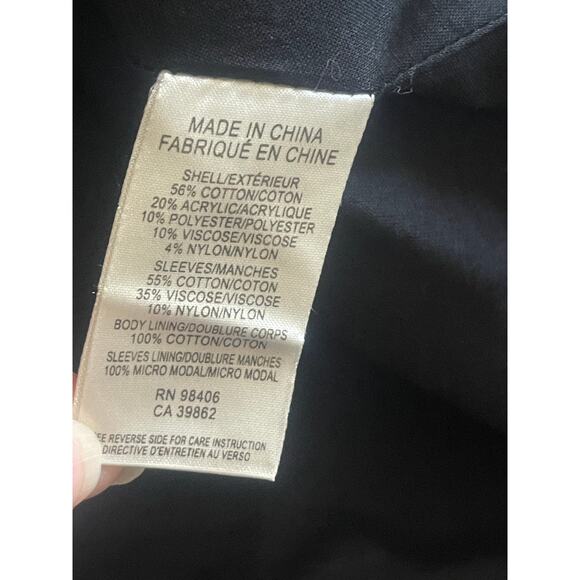 MADE IN CHINA
FABRIQUÉ EN CHINE
SHELL/EXTÉRIEUR
56% COTTON/COTON
20% ACRYLIC/ACRYLIQUE
10% POLYESTER/POLYESTER
10% VISCOSE/VISCOSE
4% NYLON/NYLON
SLEEVES/MANCHES
55% COTTON/COTON
35% VISCOSE/VISCOSE
10% NYLON/NYLON
BODY LINING/DOUBLURE CORPS
100% COTTON/COTON
SLEEVES LINING/DOUBLURE MANCHES
100% MICRO MODAL/MICRO MODAL
RN 98406
CA 39862
EE REVERSE SIDE FOR CARE INSTRUCTION
DIRECTIVE D'ENTRETIEN AU VERSO